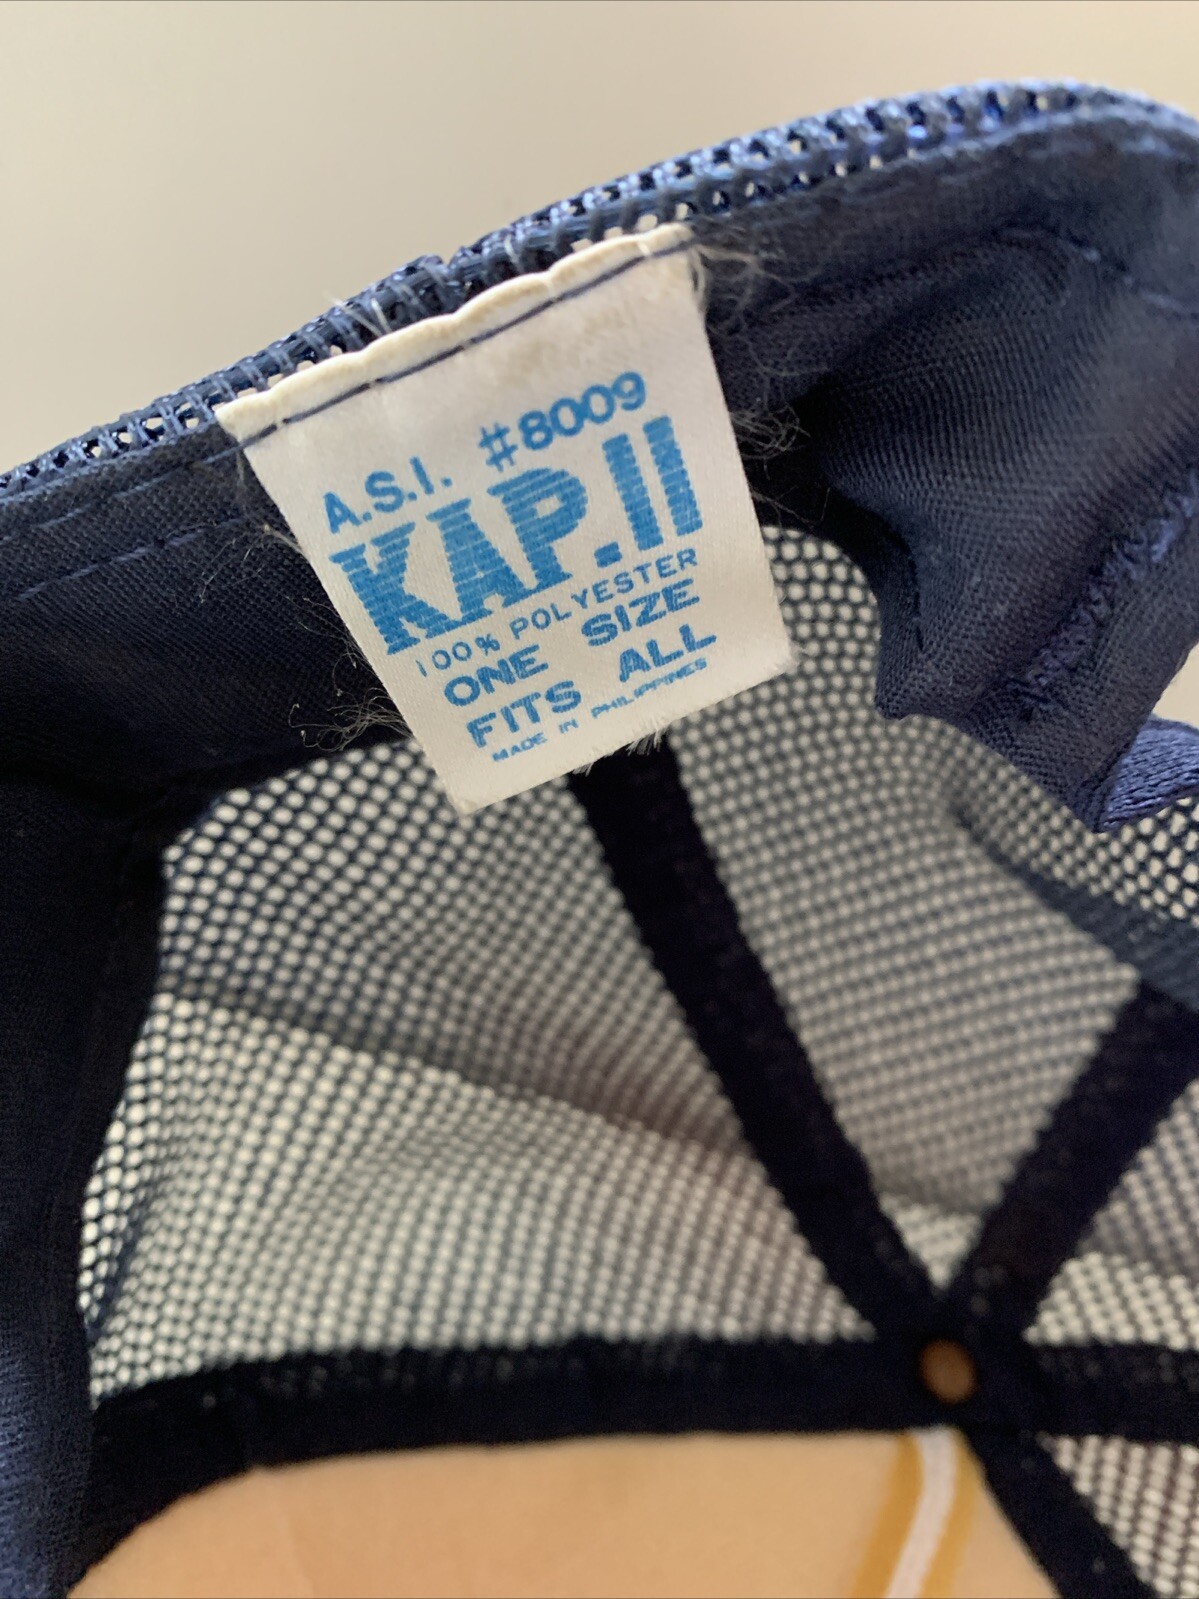 A.S.I. #8009
KAP.II
100% POLYESTER
ONE SIZE
FITS ALL
MADE IN PHILIPPINES